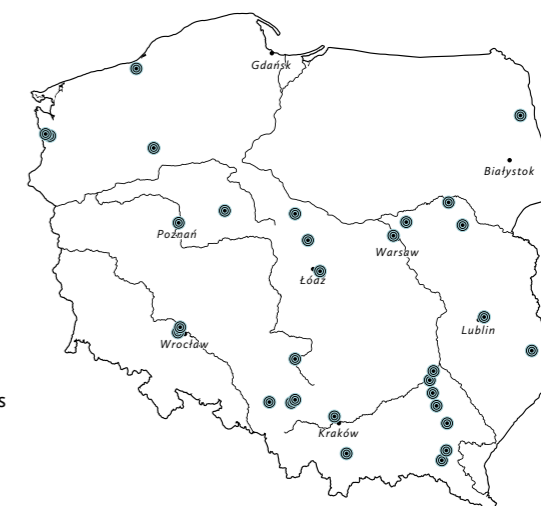 Gdańsk
Białystok
Poznań
Warsaw
Łódź
Lublin
Wrocław
s
Kraków